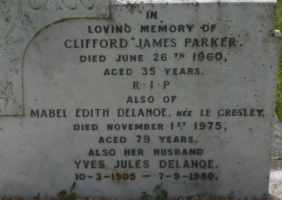 IN
LOVING MEMORY OF
CLIFFORD JAMES PARKER.
DIED JUNE 26TH 1960,
AGED 35 YEARS.
R·I·P
ALSO OF
MABEL EDITH DELANOE, NÉE LE GRESLEY,
DIED NOVEMBER 1ST 1975,
AGED 79 YEARS.
ALSO HER HUSBAND
YVES JULES DELANOE.
10-3-1905 – 7-9-1980.